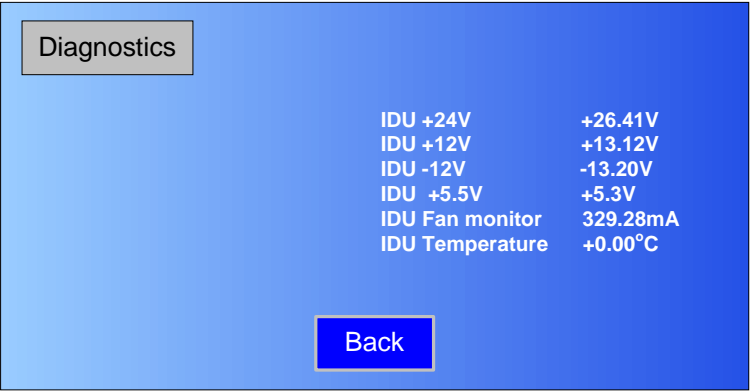 Diagnostics
IDU +24V +26.41V
IDU +12V +13.12V
IDU -12V -13.20V
IDU +5.5V +5.3V
IDU Fan monitor 329.28mA
IDU Temperature +0.00°C
Back